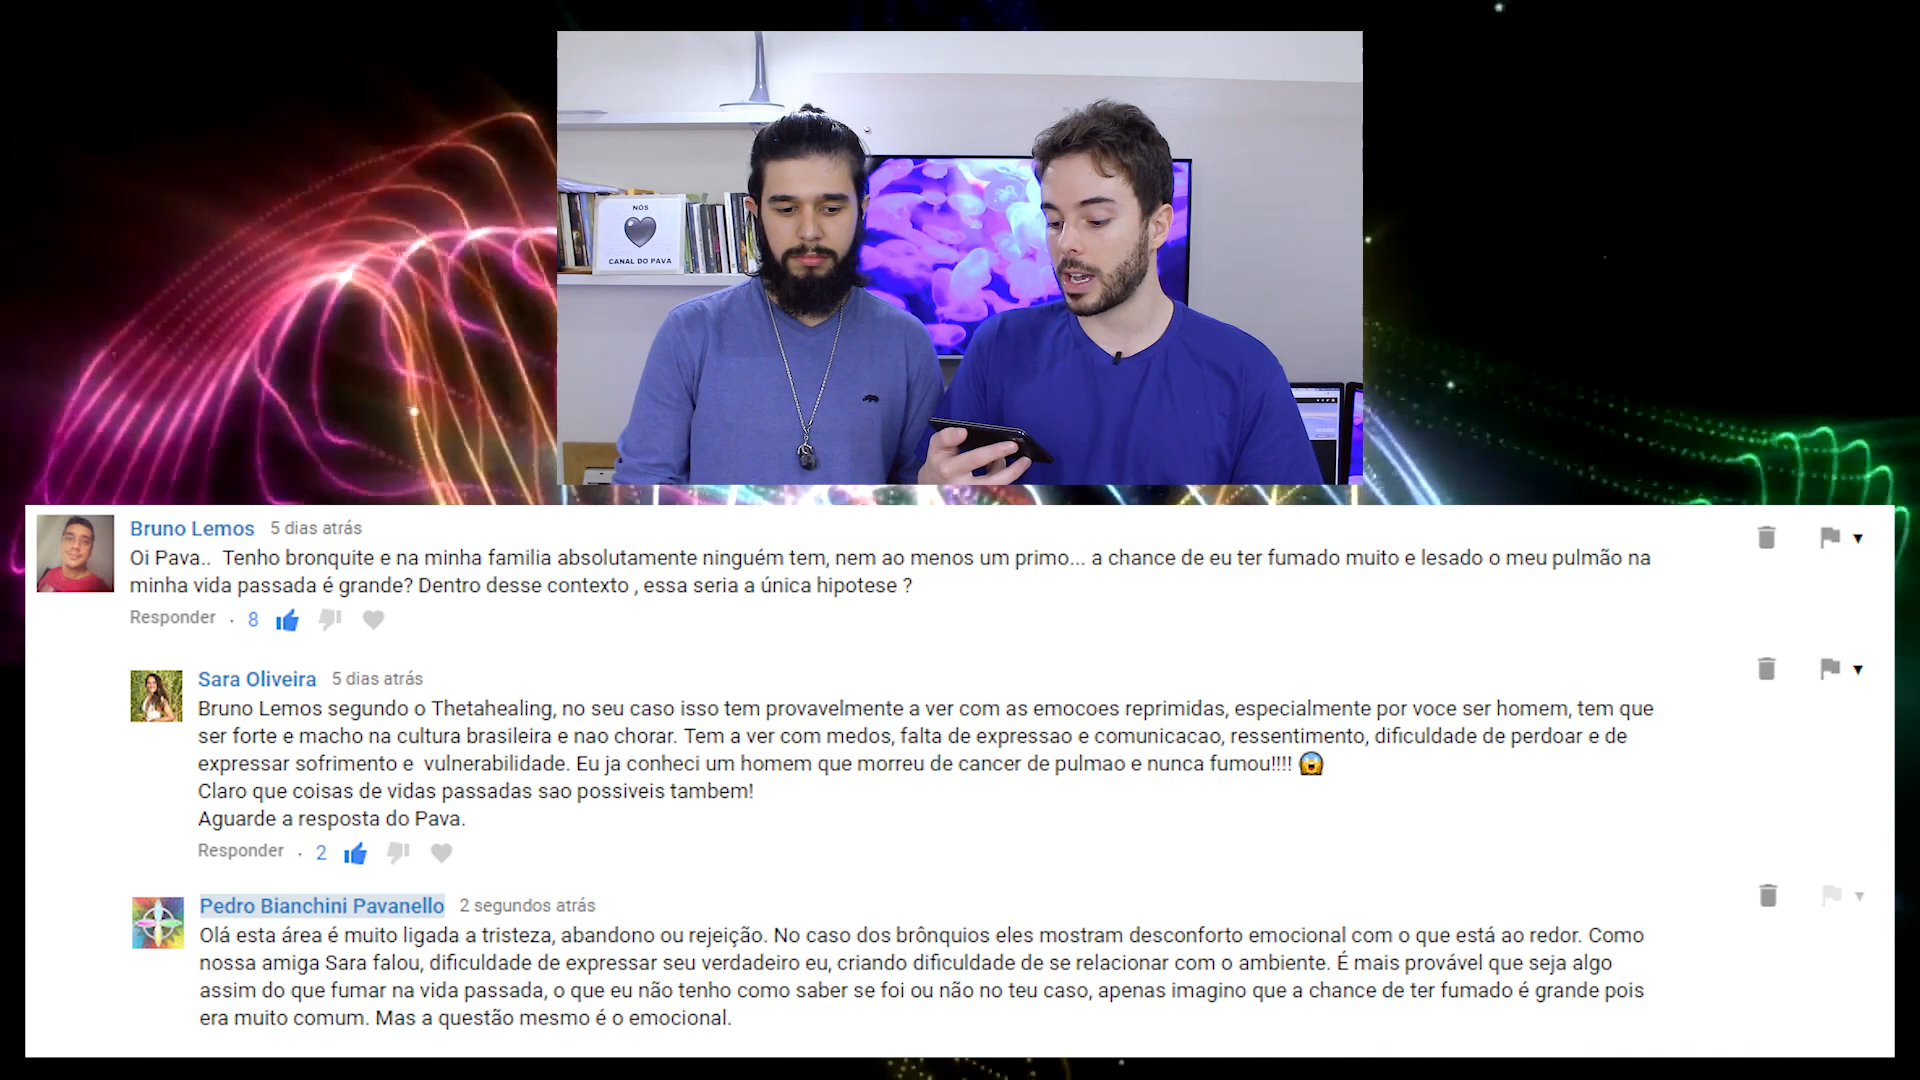 NÓS
CANAL DO PAVA
Bruno Lemos 5 dias atrás
Oi Pava.. Tenho bronquite e na minha familia absolutamente ninguém tem, nem ao menos um primo... a chance de eu ter fumado muito e lesado o meu pulmão na
minha vida passada é grande? Dentro desse contexto , essa seria a única hipotese ?
Responder . 8
Sara Oliveira 5 dias atrás
Bruno Lemos segundo o Thetahealing, no seu caso isso tem provavelmente a ver com as emocoes reprimidas, especialmente por voce ser homem, tem que
ser forte e macho na cultura brasileira e nao chorar. Tem a ver com medos, falta de expressao e comunicacao, ressentimento, dificuldade de perdoar e de
expressar sofrimento e vulnerabilidade. Eu ja conheci um homem que morreu de cancer de pulmao e nunca fumou!!!! 😱
Claro que coisas de vidas passadas sao possiveis tambem!
Aguarde a resposta do Pava.
Responder . 2
Pedro Bianchini Pavanello 2 segundos atrás
Olá esta área é muito ligada a tristeza, abandono ou rejeição. No caso dos brônquios eles mostram desconforto emocional com o que está ao redor. Como
nossa amiga Sara falou, dificuldade de expressar seu verdadeiro eu, criando dificuldade de se relacionar com o ambiente. É mais provável que seja algo
assim do que fumar na vida passada, o que eu não tenho como saber se foi ou não no teu caso, apenas imagino que a chance de ter fumado é grande pois
era muito comum. Mas a questão mesmo é o emocional.